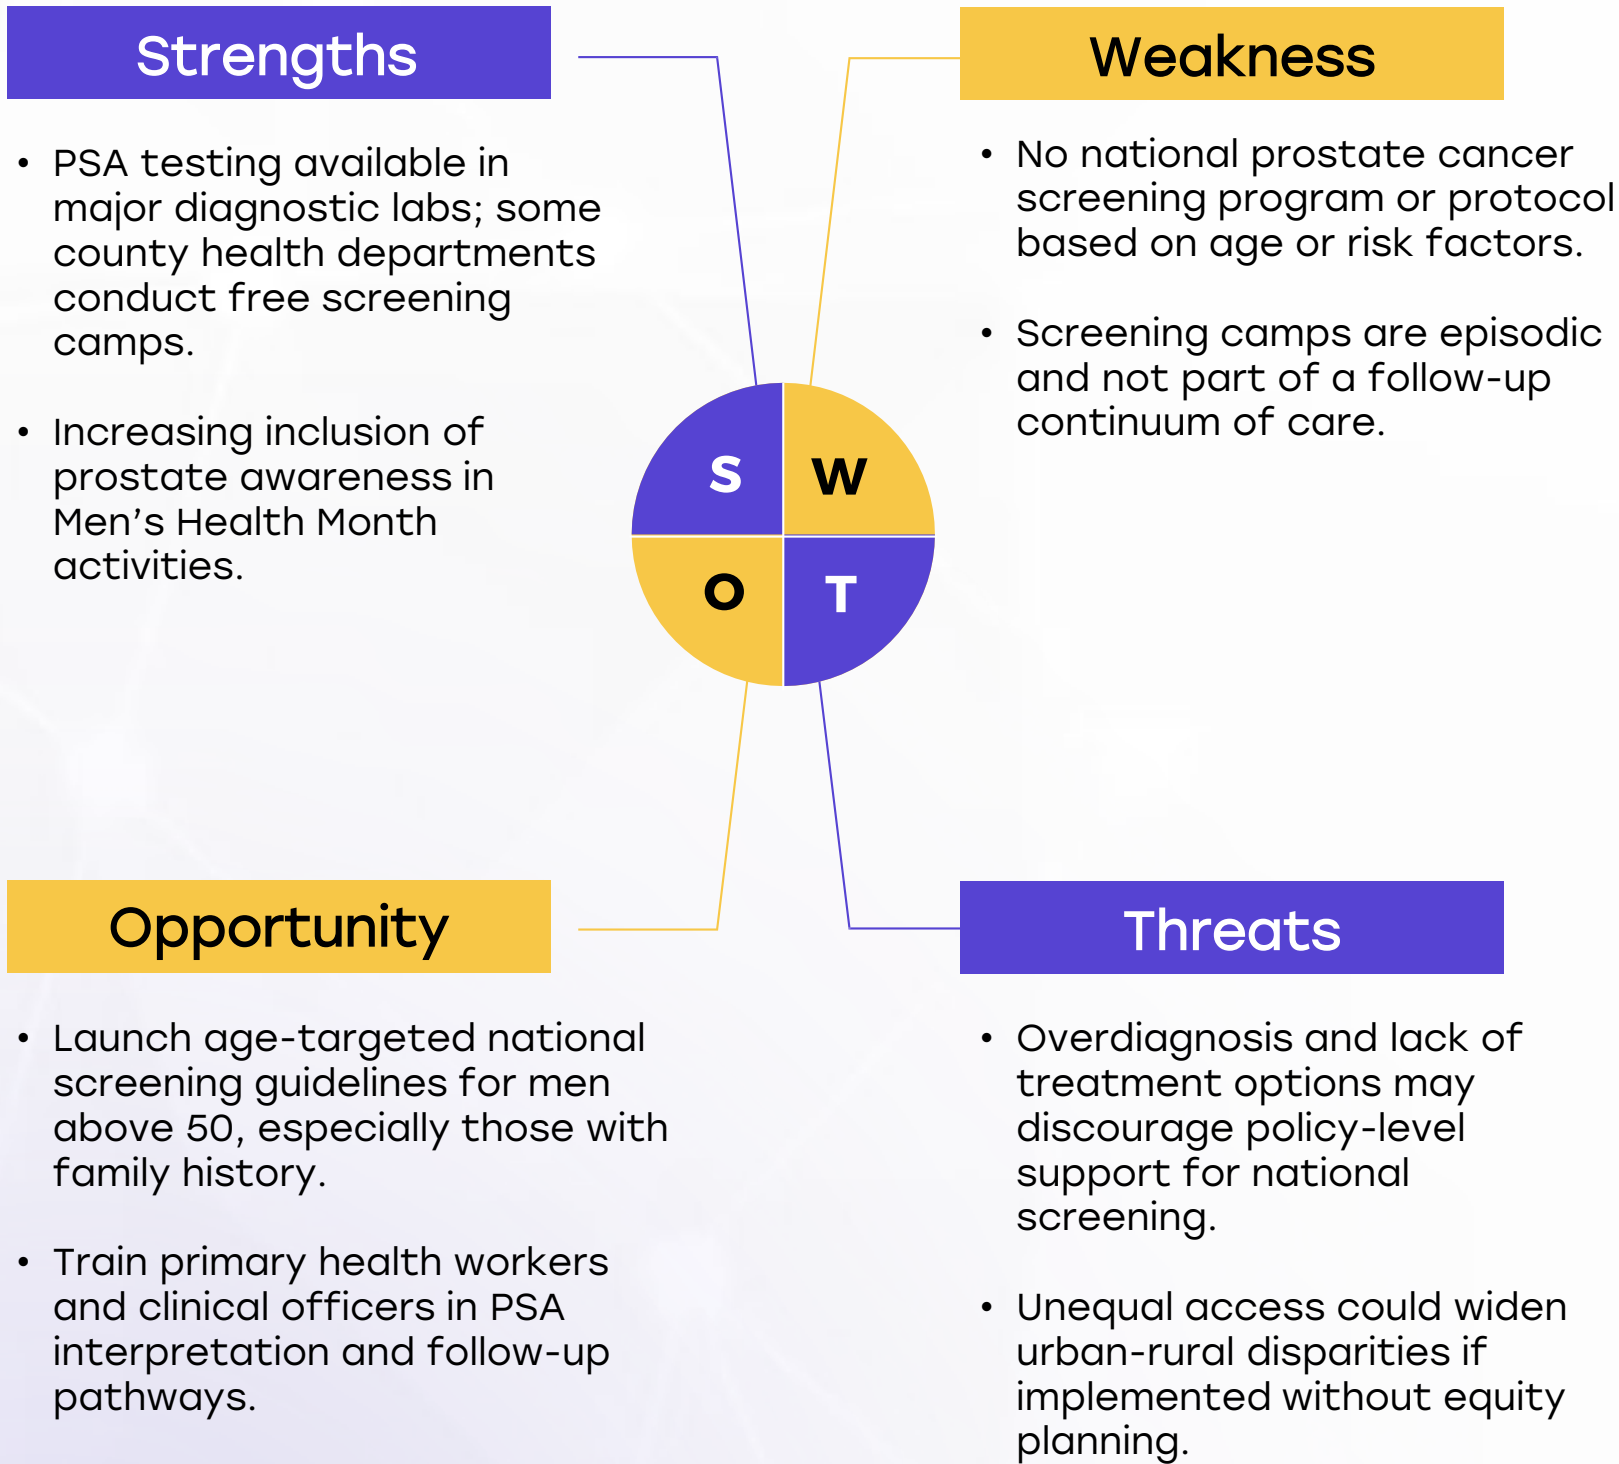 Strengths
• PSA testing available in
major diagnostic labs; some
county health departments
conduct free screening
camps.
• Increasing inclusion of
prostate awareness in
Men’s Health Month
activities.
Weakness
• No national prostate cancer
screening program or protocol
based on age or risk factors.
• Screening camps are episodic
and not part of a follow-up
continuum of care.
S
W
O
T
Opportunity
• Launch age-targeted national
screening guidelines for men
above 50, especially those with
family history.
• Train primary health workers
and clinical officers in PSA
interpretation and follow-up
pathways.
Threats
• Overdiagnosis and lack of
treatment options may
discourage policy-level
support for national
screening.
• Unequal access could widen
urban-rural disparities if
implemented without equity
planning.